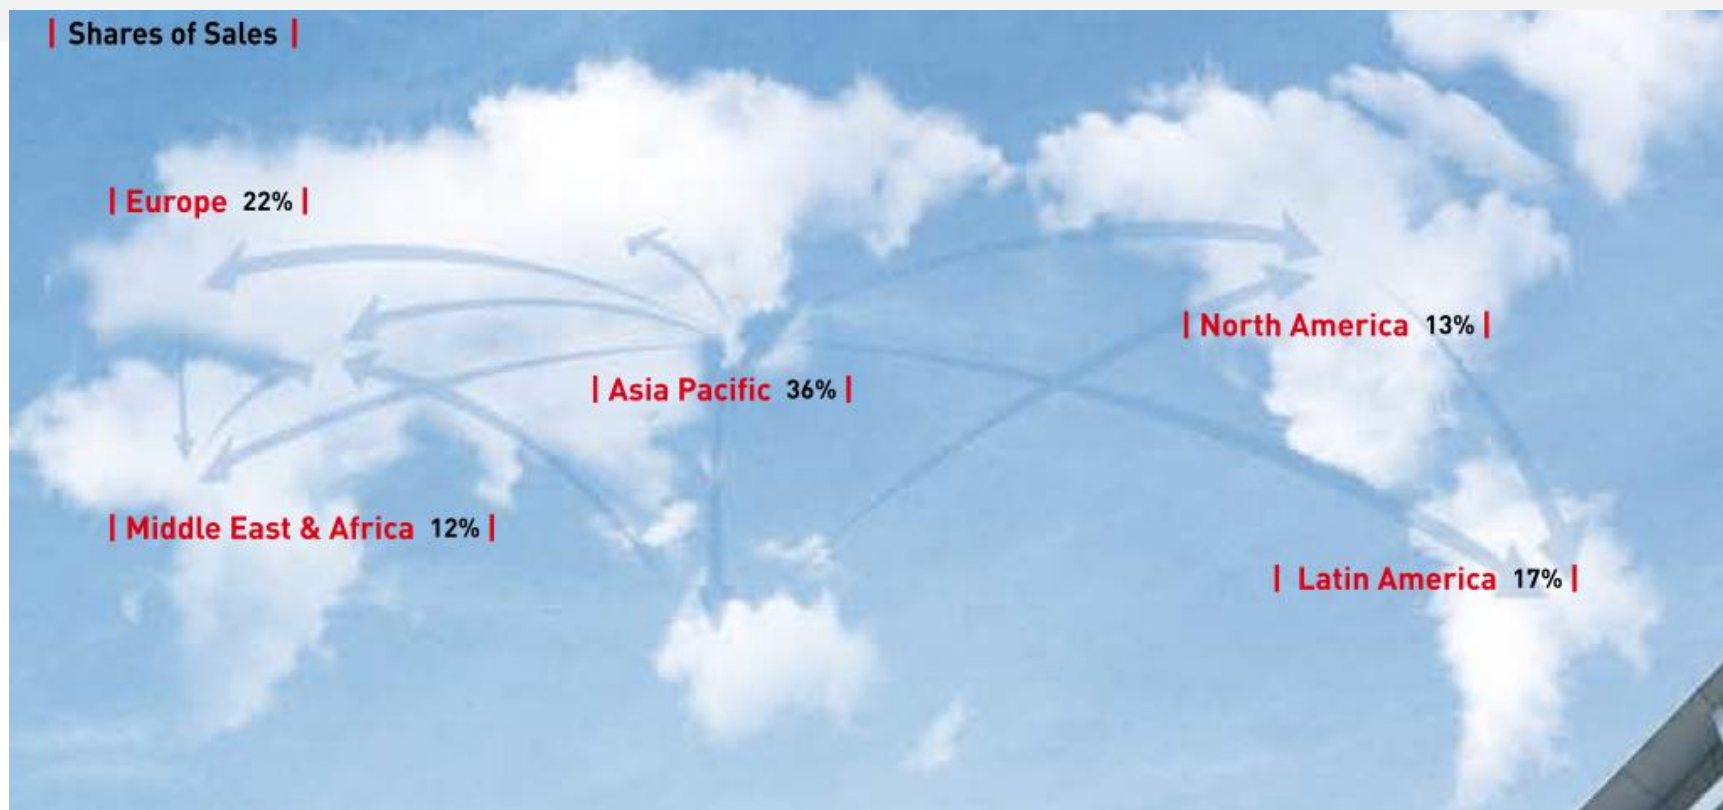 Shares of Sales
Europe 22%
North America 13%
Asia Pacific 36%
Middle East & Africa 12%
Latin America 17%